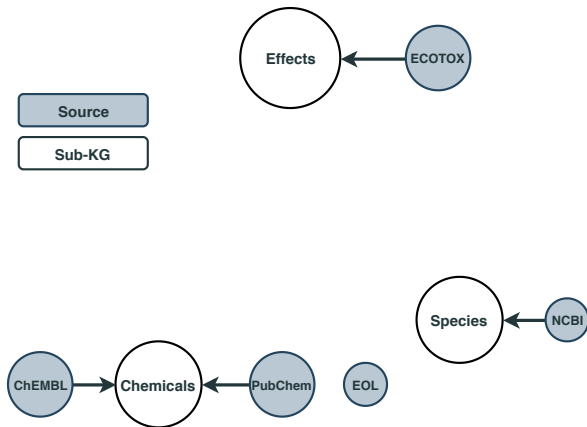 Effects
ECOTOX
Source
Sub-KG
Species
NCBI
ChEMBL
Chemicals
PubChem
EOL